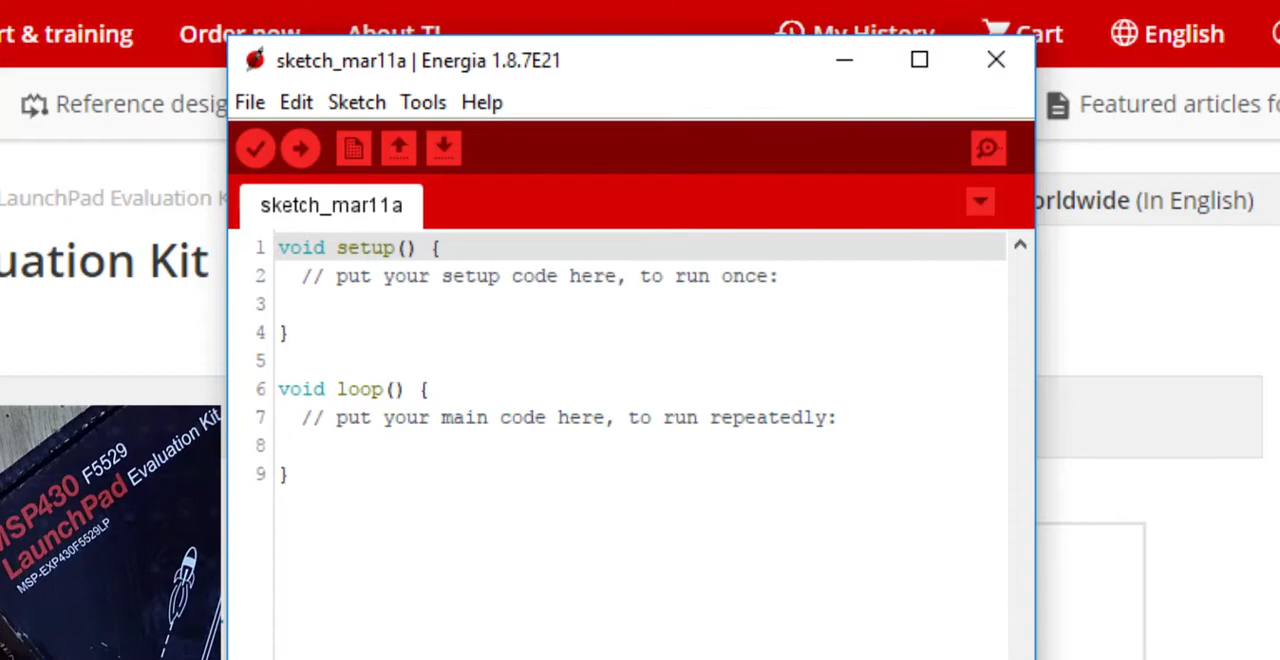 rt & training Order now About TI My History Cart English
sketch_mar11a | Energia 1.8.7E21
File Edit Sketch Tools Help
Reference desig
Featured articles fo
LaunchPad Evaluation K
orldwide (In English)
sketch_mar11a
uation Kit
1 void setup() {
2 // put your setup code here, to run once:
3
4 }
5
6 void loop() {
7 // put your main code here, to run repeatedly:
8
9 }
MSP430 F5529
LaunchPad Evaluation Kit
MSP-EXP430F5529LP